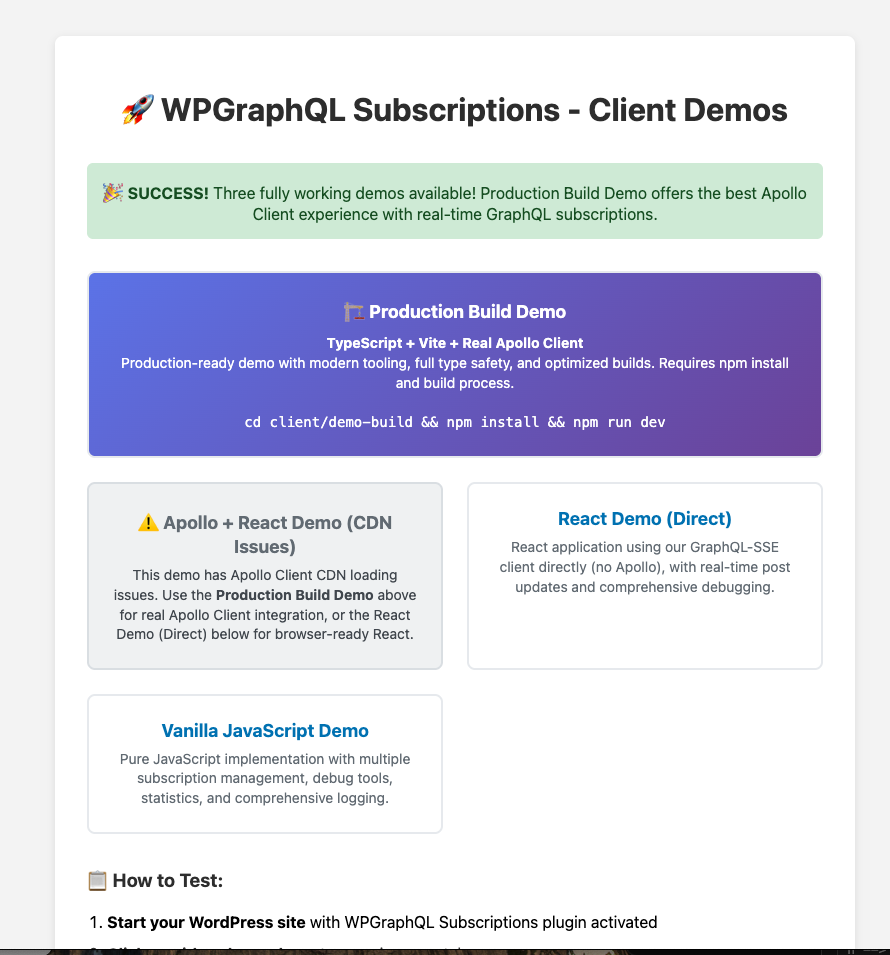 🚀 WPGraphQL Subscriptions - Client Demos
🎉 SUCCESS! Three fully working demos available! Production Build Demo offers the best Apollo
Client experience with real-time GraphQL subscriptions.
🏗️ Production Build Demo
TypeScript + Vite + Real Apollo Client
Production-ready demo with modern tooling, full type safety, and optimized builds. Requires npm install
and build process.
cd client/demo-build && npm install && npm run dev
⚠️ Apollo + React Demo (CDN
Issues)
This demo has Apollo Client CDN loading
issues. Use the Production Build Demo above
for real Apollo Client integration, or the React
Demo (Direct) below for browser-ready React.
React Demo (Direct)
React application using our GraphQL-SSE
client directly (no Apollo), with real-time post
updates and comprehensive debugging.
Vanilla JavaScript Demo
Pure JavaScript implementation with multiple
subscription management, debug tools,
statistics, and comprehensive logging.
📋 How to Test:
1. Start your WordPress site with WPGraphQL Subscriptions plugin activated